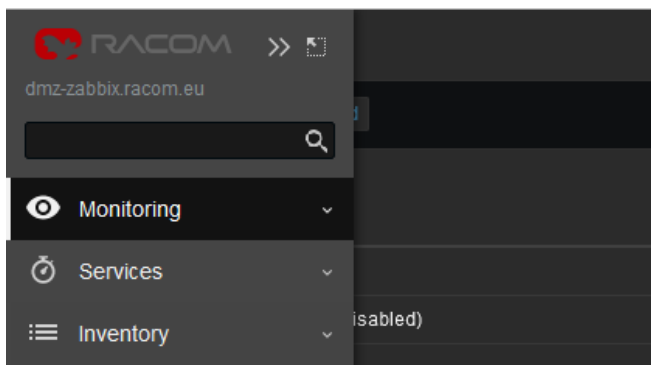 RACOM
dmz-zabbix.racom.eu
d
Monitoring
Services
isabled)
Inventory